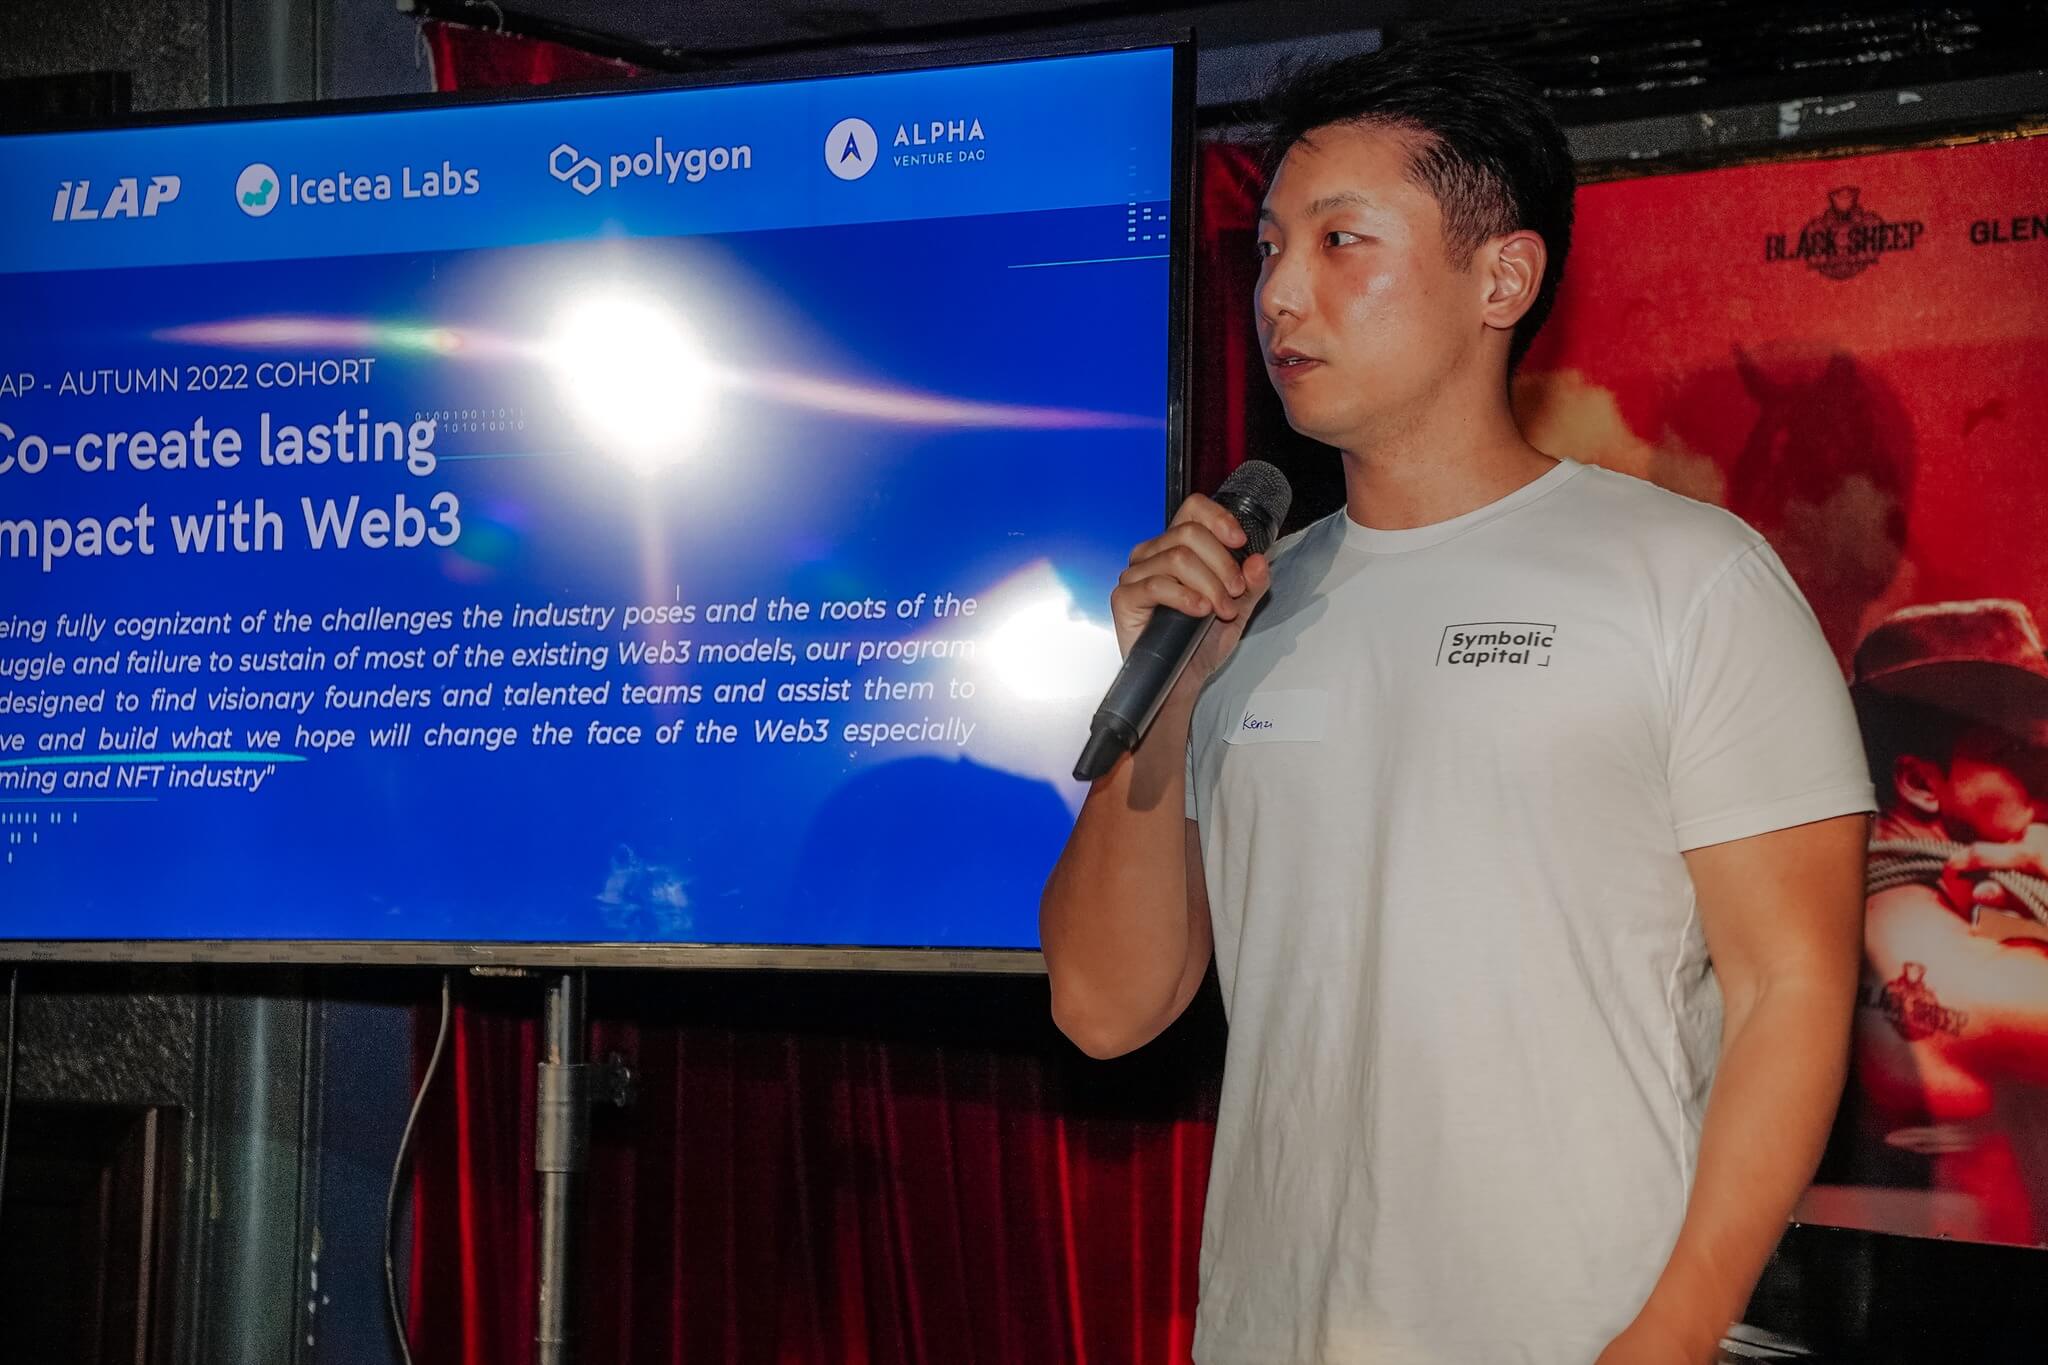 iLAP
Icetea Labs
polygon
ALPHA
VENTURE DAO
AP - AUTUMN 2022 COHORT
Co-create lasting
010010011011
101010010
mpact with Web3
eing fully cognizant of the challenges the industry poses and the roots of the
uggle and failure to sustain of most of the existing Web3 models, our program
designed to find visionary founders and talented teams and assist them to
ve and build what we hope will change the face of the Web3 especially
ming and NFT industry"
Symbolic
Capital
Kenzi
BLACK SHEEP
GLEN
SHEEP